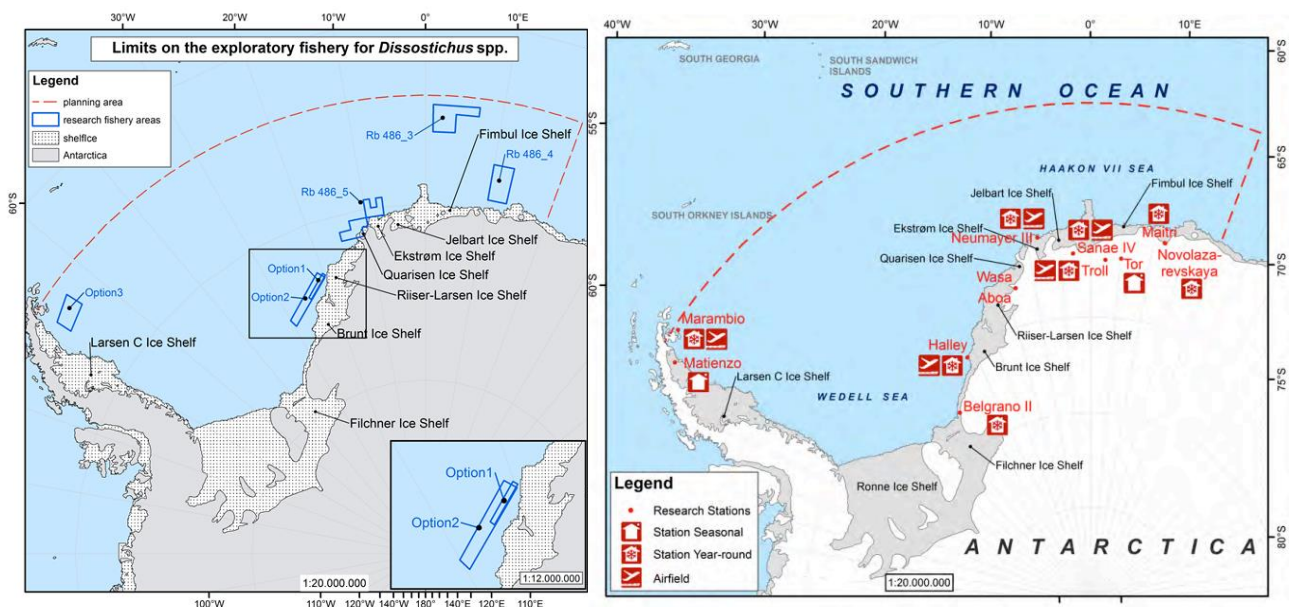 30°W
20°W
10°W
0°E
10°E
Limits on the exploratory fishery for Dissostichus spp.
Legend
planning area
research fishery areas
shelfIce
Antarctica
Rb 486_3
Fimbul Ice Shelf
55°S
Rb 486_4
Rb 486_5
60°S
Jelbart Ice Shelf
Ekstrøm Ice Shelf
Quarisen Ice Shelf
Option1
Riiser-Larsen Ice Shelf
60°S
Option2
Option3
Brunt Ice Shelf
Larsen C Ice Shelf
Filchner Ice Shelf
Option1
Option2
1:20.000.000
1:12.000.000
100°W
110°W
120°W
140°W
180°
140°E
120°E
110°E
40°W
30°W
20°W
10°W
0°E
10°E
60°S
SOUTH GEORGIA
SOUTH SANDWICH
ISLANDS
SOUTHERN OCEAN
65°S
HAAKON VII SEA
Jelbart Ice Shelf
Fimbul Ice Shelf
SOUTH ORKNEY ISLANDS
Ekstrøm Ice Shelf
Neumayer III
Maitri
Sanae IV
Quarisen Ice Shelf
Troll
Tor
Novolaza-
revskaya
70°S
Wasa
Aboa
Riiser-Larsen Ice Shelf
Marambio
Halley
Brunt Ice Shelf
Matienzo
Larsen C Ice Shelf
75°S
WEDELL SEA
Belgrano II
Filchner Ice Shelf
Ronne Ice Shelf
Legend
Research Stations
Station Seasonal
Station Year-round
Airfield
80°S
ANTARCTICA
1:20.000.000